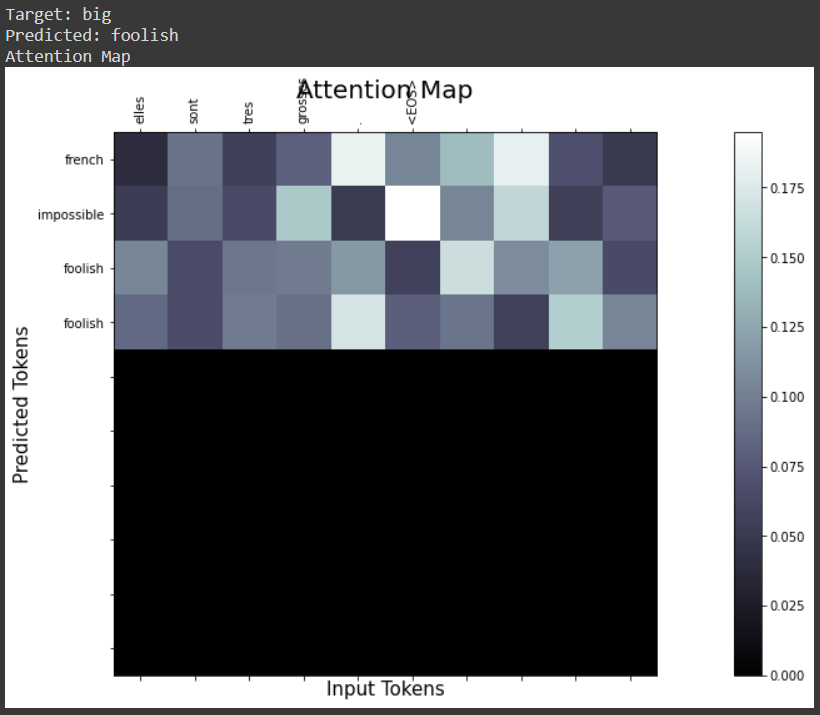 Target: big
Predicted: foolish
Attention Map
Attention Map
elles
sont
tres
grosses
.
<EOS>
french
impossible
foolish
foolish
Predicted Tokens
Input Tokens
0.175
0.150
0.125
0.100
0.075
0.050
0.025
0.000